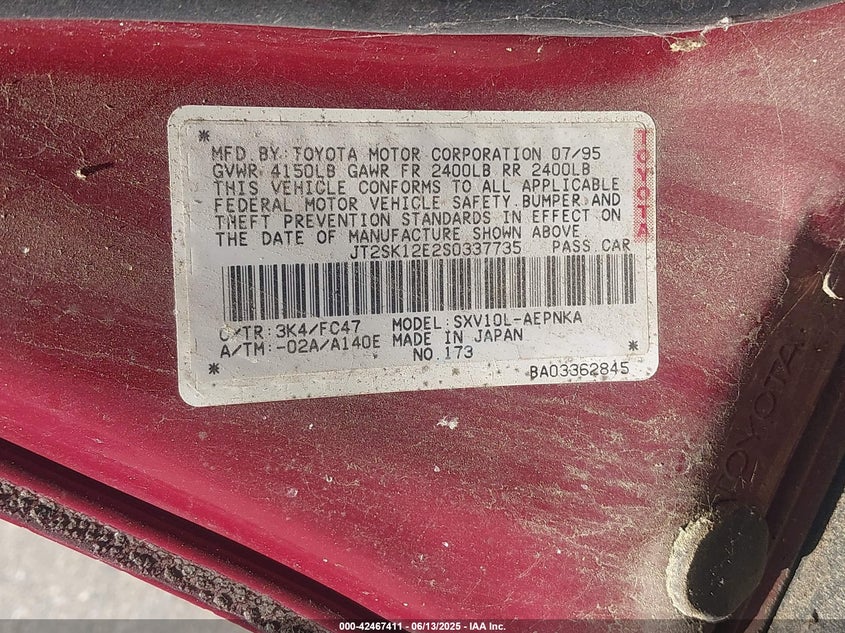 * *
MFD.BY TOYOTA MOTOR CORPORATION 07/95
GVWR 4150LB GAWR FR 2400LB RR 2400LB
THIS VEHICLE CONFORMS TO ALL APPLICABLE
FEDERAL MOTOR VEHICLE SAFETY.BUMPER AND
THEFT PREVENTION STANDARDS IN EFFECT ON
THE DATE OF MANUFACTURE SHOWN ABOVE
JT2SK12E2S0337735 PASS.CAR
TOYOTA
C/TR:3K4/FC47 MODEL:SXV10L-AEPNKA
A/TM:-02A/A140E MADE IN JAPAN
NO.173
* *
BA03362845
TOYOTA
000-42467411 - 06/13/2025 - IAA Inc.